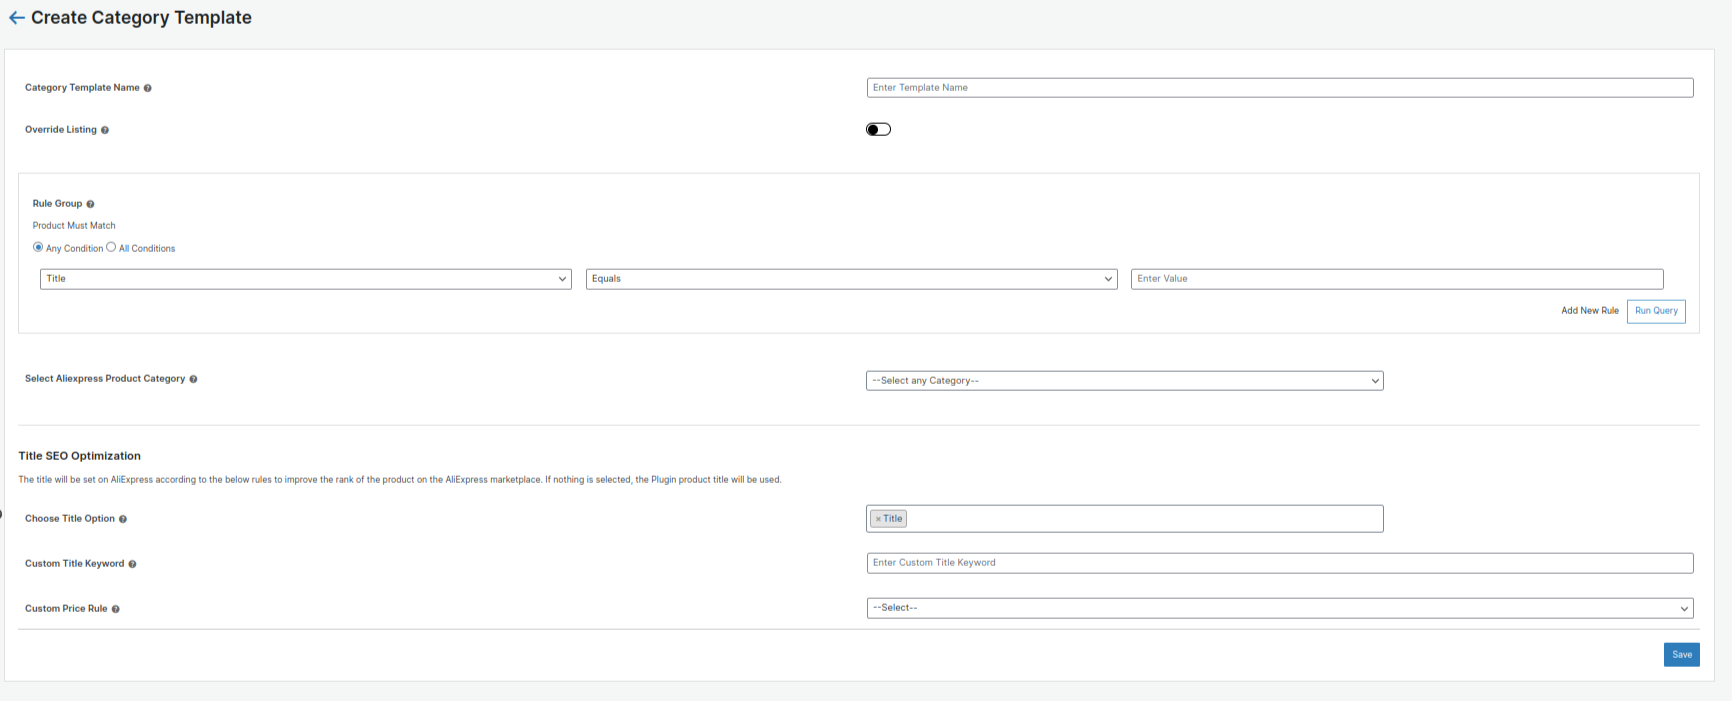 Create Category Template
Category Template Name
Enter Template Name
Override Listing
Rule Group
Product Must Match
Any Condition All Conditions
Title Equals Enter Value
Add New Rule Run Query
Select Aliexpress Product Category
--Select any Category--
Title SEO Optimization
The title will be set on AliExpress according to the below rules to improve the rank of the product on the AliExpress marketplace. If nothing is selected, the Plugin product title will be used.
Choose Title Option
× Title
Custom Title Keyword
Enter Custom Title Keyword
Custom Price Rule
--Select--
Save